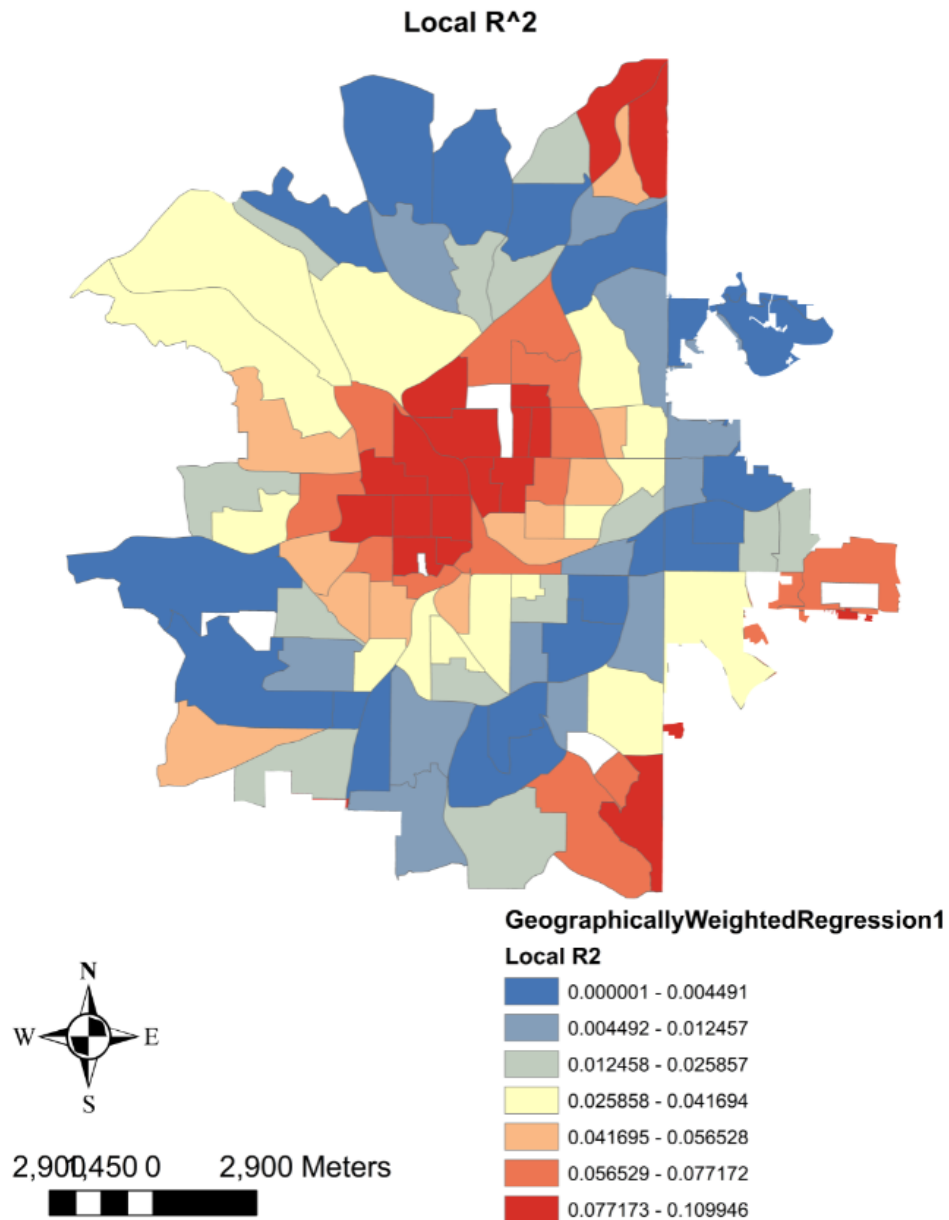 Local R^2
GeographicallyWeightedRegression1
Local R2
0.000001 - 0.004491
0.004492 - 0.012457
0.012458 - 0.025857
0.025858 - 0.041694
0.041695 - 0.056528
0.056529 - 0.077172
0.077173 - 0.109946
N
W E
S
2,9001,450 0 2,900 Meters